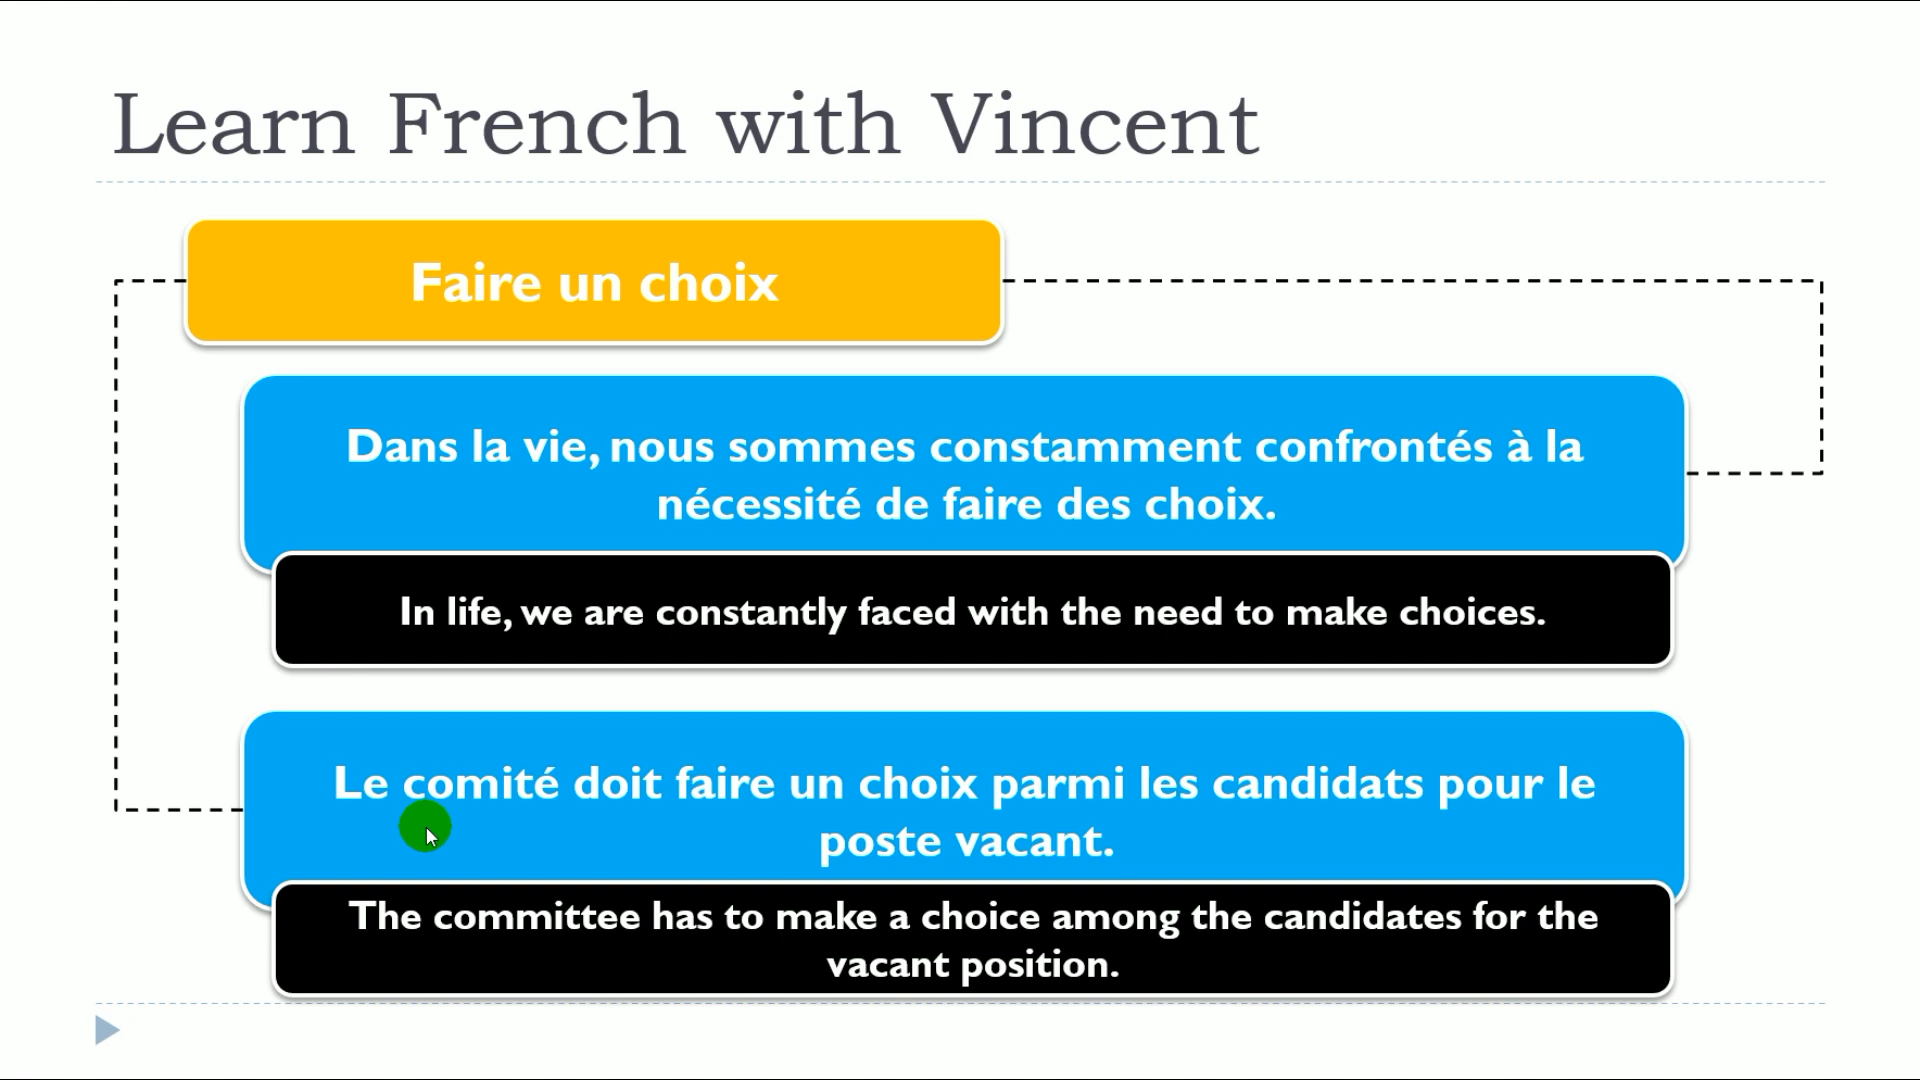 Learn French with Vincent
Faire un choix
Dans la vie, nous sommes constamment confrontés à la
nécessité de faire des choix.
In life, we are constantly faced with the need to make choices.
Le comité doit faire un choix parmi les candidats pour le
poste vacant.
The committee has to make a choice among the candidates for the
vacant position.